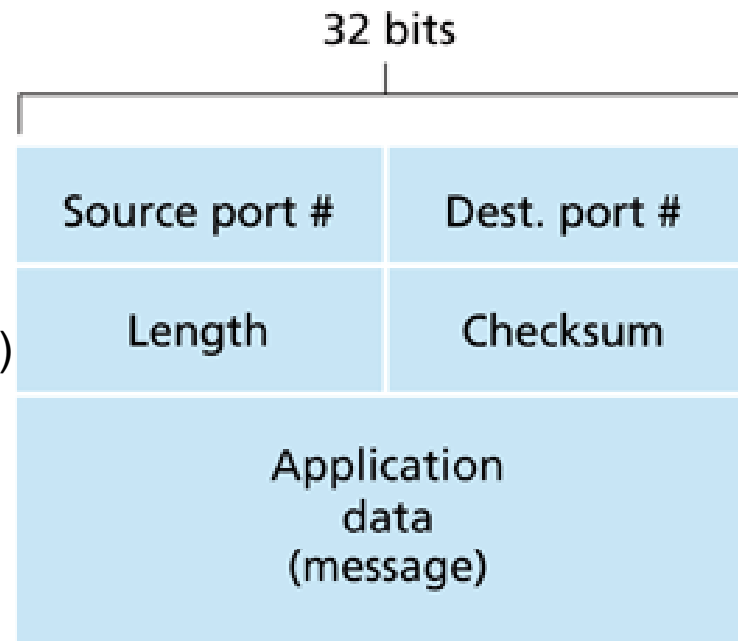 32 bits
Source port #
Dest. port #
Length
Checksum
)
Application
data
(message)